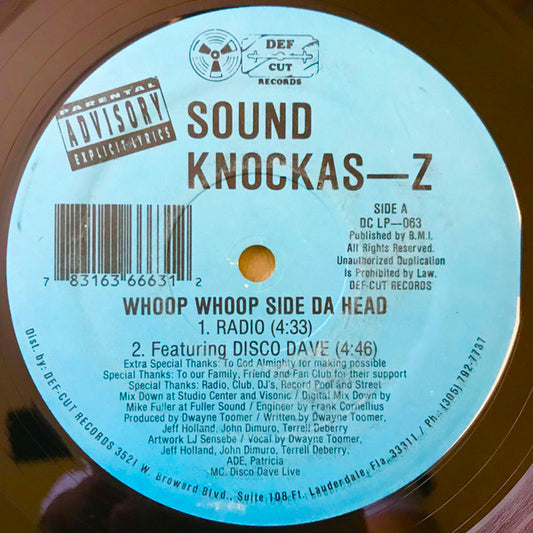 DEF
CUT
RECORDS
PARENTAL
ADVISORY
EXPLICIT LYRICS
SOUND
KNOCKAS—Z
SIDE A
DC LP—063
Published by B.M.I.
All Rights Reserved.
Unauthorized Duplication
Is Prohibited by Law.
DEF-CUT RECORDS
7 83163 66631 2
WHOOP WHOOP SIDE DA HEAD
1. RADIO (4:33)
2. Featuring DISCO DAVE (4:46)
Extra Special Thanks: To God Almighty for making possible
Special Thanks: To our Family, Friend and Fan Club for their support
Special Thanks: Radio, Club, DJ's, Record Pool and Street
Mix Down at Studio Center and Visonic / Digital Mix Down by
Mike Fuller at Fuller Sound / Engineer by Frank Cornellius
Produced by Dwayne Toomer / Written by Dwayne Toomer,
Jeff Holland, John Dimuro, Terrell Deberry
Artwork LJ Sensebe / Vocal by Dwayne Toomer,
Jeff Holland, John Dimuro, Terrell Deberry.
ADE, Patricia
MC. Disco Dave Live
Dist. by: DEF-CUT RECORDS 3521 W. Broward Blvd., Suite 108 Ft. Lauderdale, Fla. 33311 / Ph. (305) 792-7787